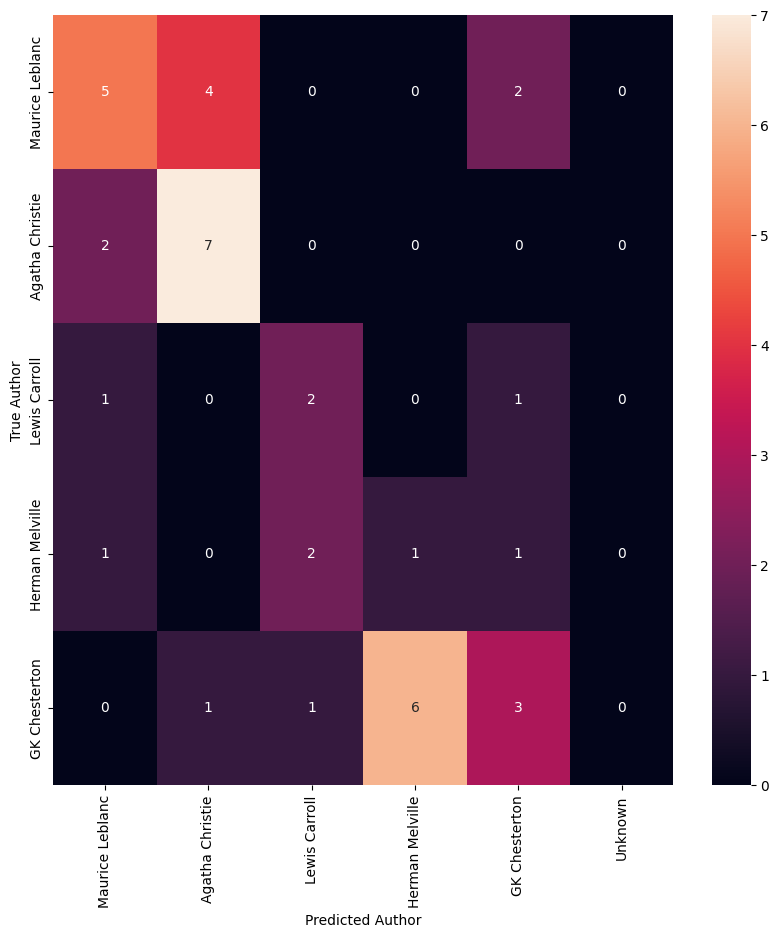 Maurice Leblanc 5 4 0 0 2 0
Agatha Christie 2 7 0 0 0 0
Lewis Carroll 1 0 2 0 1 0
Herman Melville 1 0 2 1 1 0
GK Chesterton 0 1 1 6 3 0
True Author
Maurice Leblanc
Agatha Christie
Lewis Carroll
Herman Melville
GK Chesterton
Unknown
Predicted Author
7
6
5
4
3
2
1
0